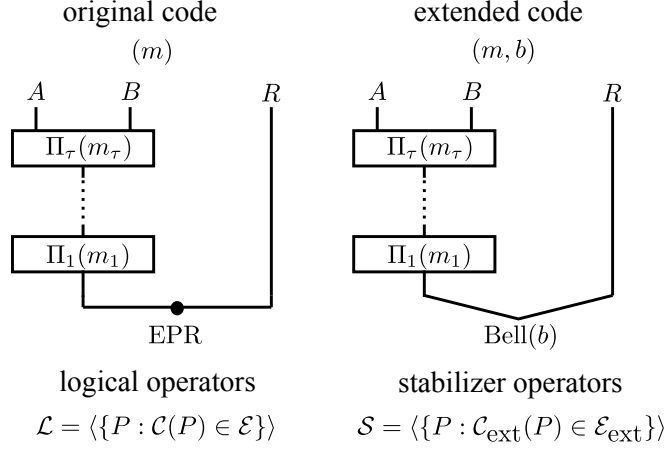 original code
extended code
(m)
(m, b)
A B R
A B R
Π_τ(m_τ)
Π_τ(m_τ)
Π_1(m_1)
Π_1(m_1)
EPR
Bell(b)
logical operators
stabilizer operators
ℒ = ⟨{P : 𝒞(P) ∈ ℰ}⟩
𝒮 = ⟨{P : 𝒞_ext(P) ∈ ℰ_ext}⟩